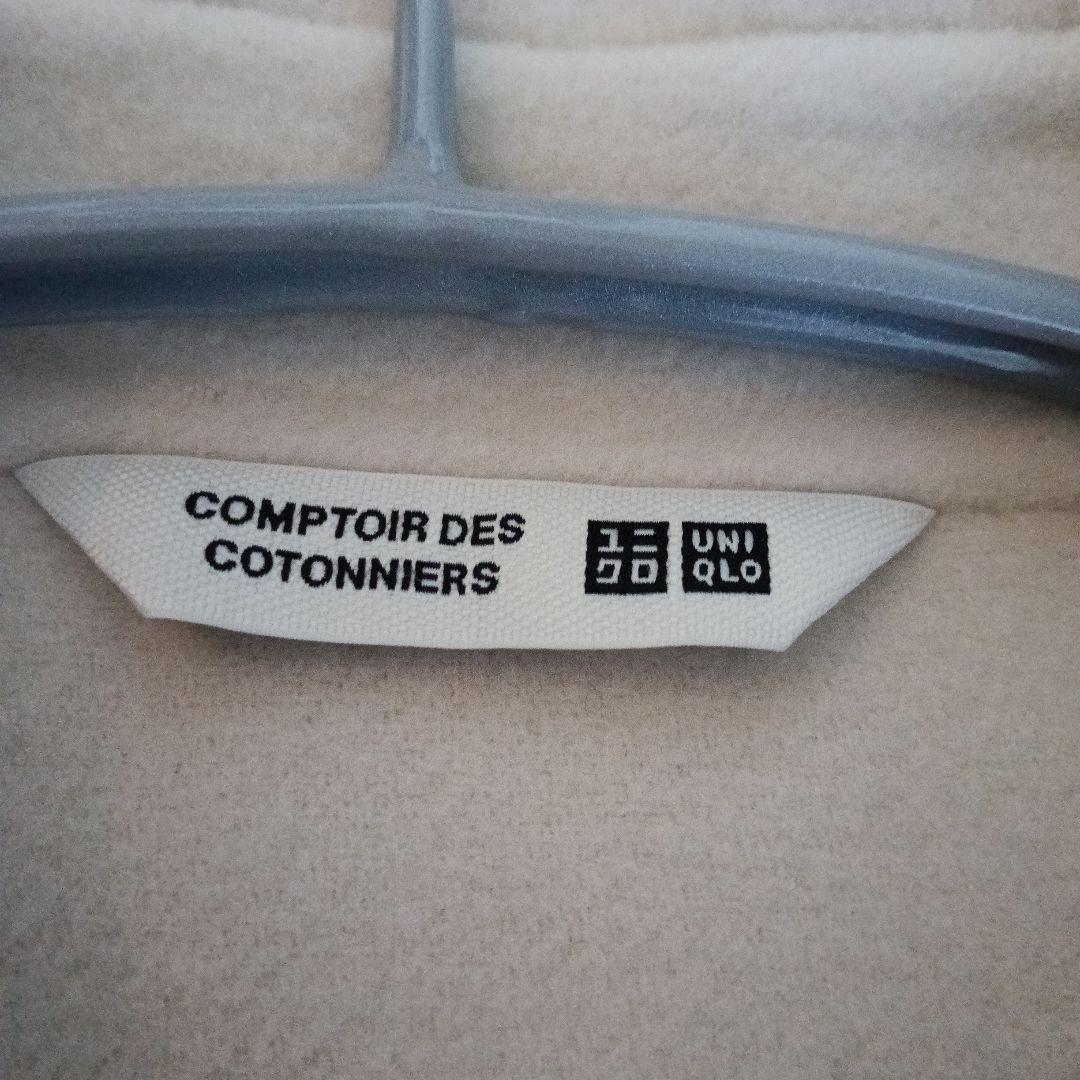 COMPTOIR DES
COTONNIERS
ユニ
クロ
UNI
QLO